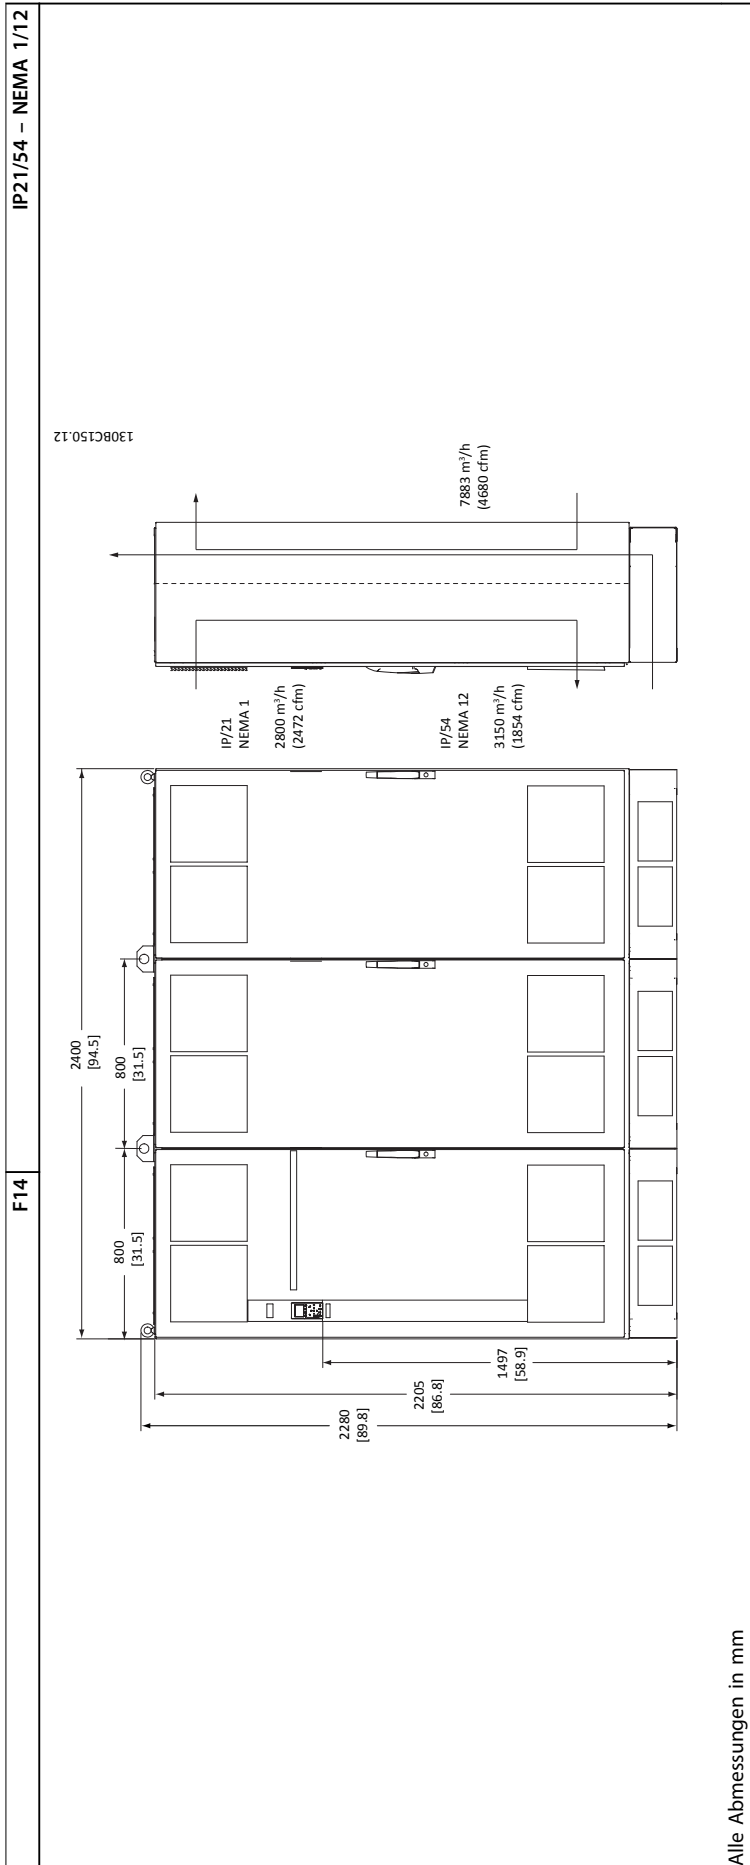 F14
IP21/54 – NEMA 1/12
130BC150.12
2400
[94.5]
800
[31.5]
800
[31.5]
2280
[89.8]
2205
[86.8]
1497
[58.9]
IP/21
NEMA 1
2800 m³/h
(2472 cfm)
IP/54
NEMA 12
3150 m³/h
(1854 cfm)
7883 m³/h
(4680 cfm)
Alle Abmessungen in mm